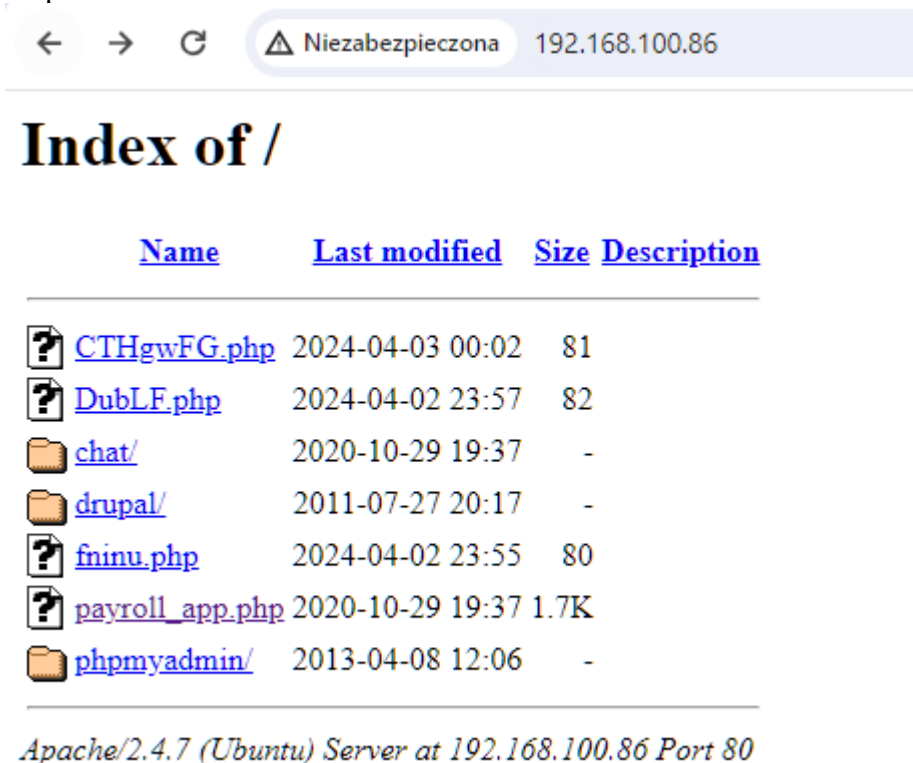 Niezabezpieczona 192.168.100.86
Index of /
Name Last modified Size Description
CTHgwFG.php 2024-04-03 00:02 81
DubLF.php 2024-04-02 23:57 82
chat/ 2020-10-29 19:37 -
drupal/ 2011-07-27 20:17 -
fninu.php 2024-04-02 23:55 80
payroll_app.php 2020-10-29 19:37 1.7K
phpmyadmin/ 2013-04-08 12:06 -
Apache/2.4.7 (Ubuntu) Server at 192.168.100.86 Port 80